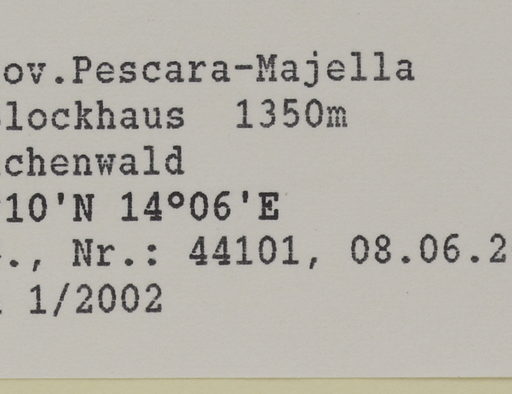 ov.Pescara-Majella
lockhaus 1350m
chenwald
10'N 14°06'E
., Nr.: 44101, 08.06.2
1/2002